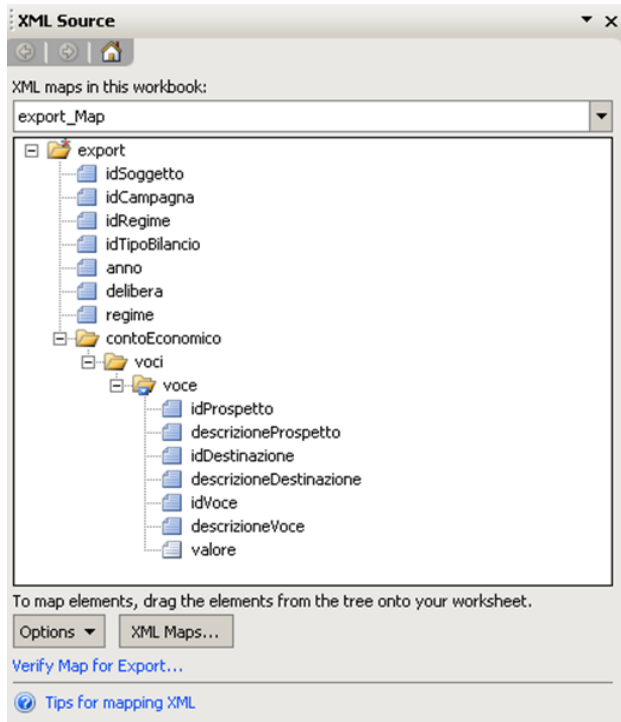 XML Source
XML maps in this workbook:
export_Map
export
idSoggetto
idCampagna
idRegime
idTipoBilancio
anno
delibera
regime
contoEconomico
voci
voce
idProspetto
descrizioneProspetto
idDestinazione
descrizioneDestinazione
idVoce
descrizioneVoce
valore
To map elements, drag the elements from the tree onto your worksheet.
Options XML Maps...
Verify Map for Export...
Tips for mapping XML